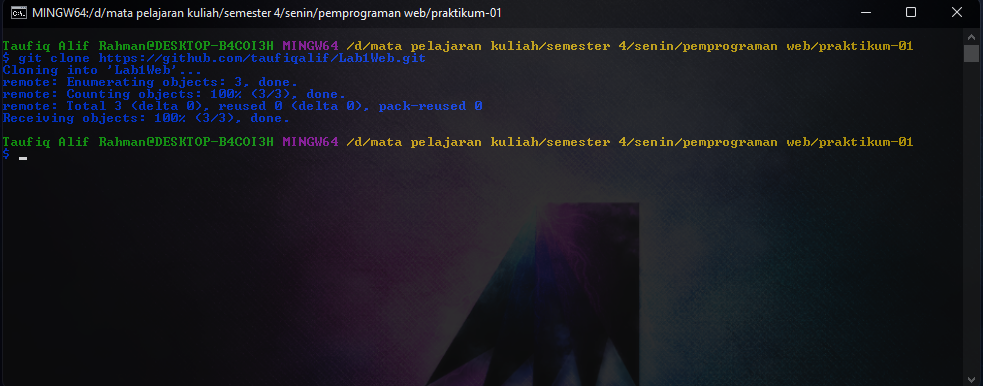 MINGW64:/d/mata pelajaran kuliah/semester 4/senin/pemprograman web/praktikum-01
Taufiq Alif Rahman@DESKTOP-B4COI3H MINGW64 /d/mata pelajaran kuliah/semester 4/senin/pemprograman web/praktikum-01
$ git clone https://github.com/taufiqalif/Lab1Web.git
Cloning into 'Lab1Web'...
remote: Enumerating objects: 3, done.
remote: Counting objects: 100% (3/3), done.
remote: Total 3 (delta 0), reused 0 (delta 0), pack-reused 0
Receiving objects: 100% (3/3), done.
Taufiq Alif Rahman@DESKTOP-B4COI3H MINGW64 /d/mata pelajaran kuliah/semester 4/senin/pemprograman web/praktikum-01
$